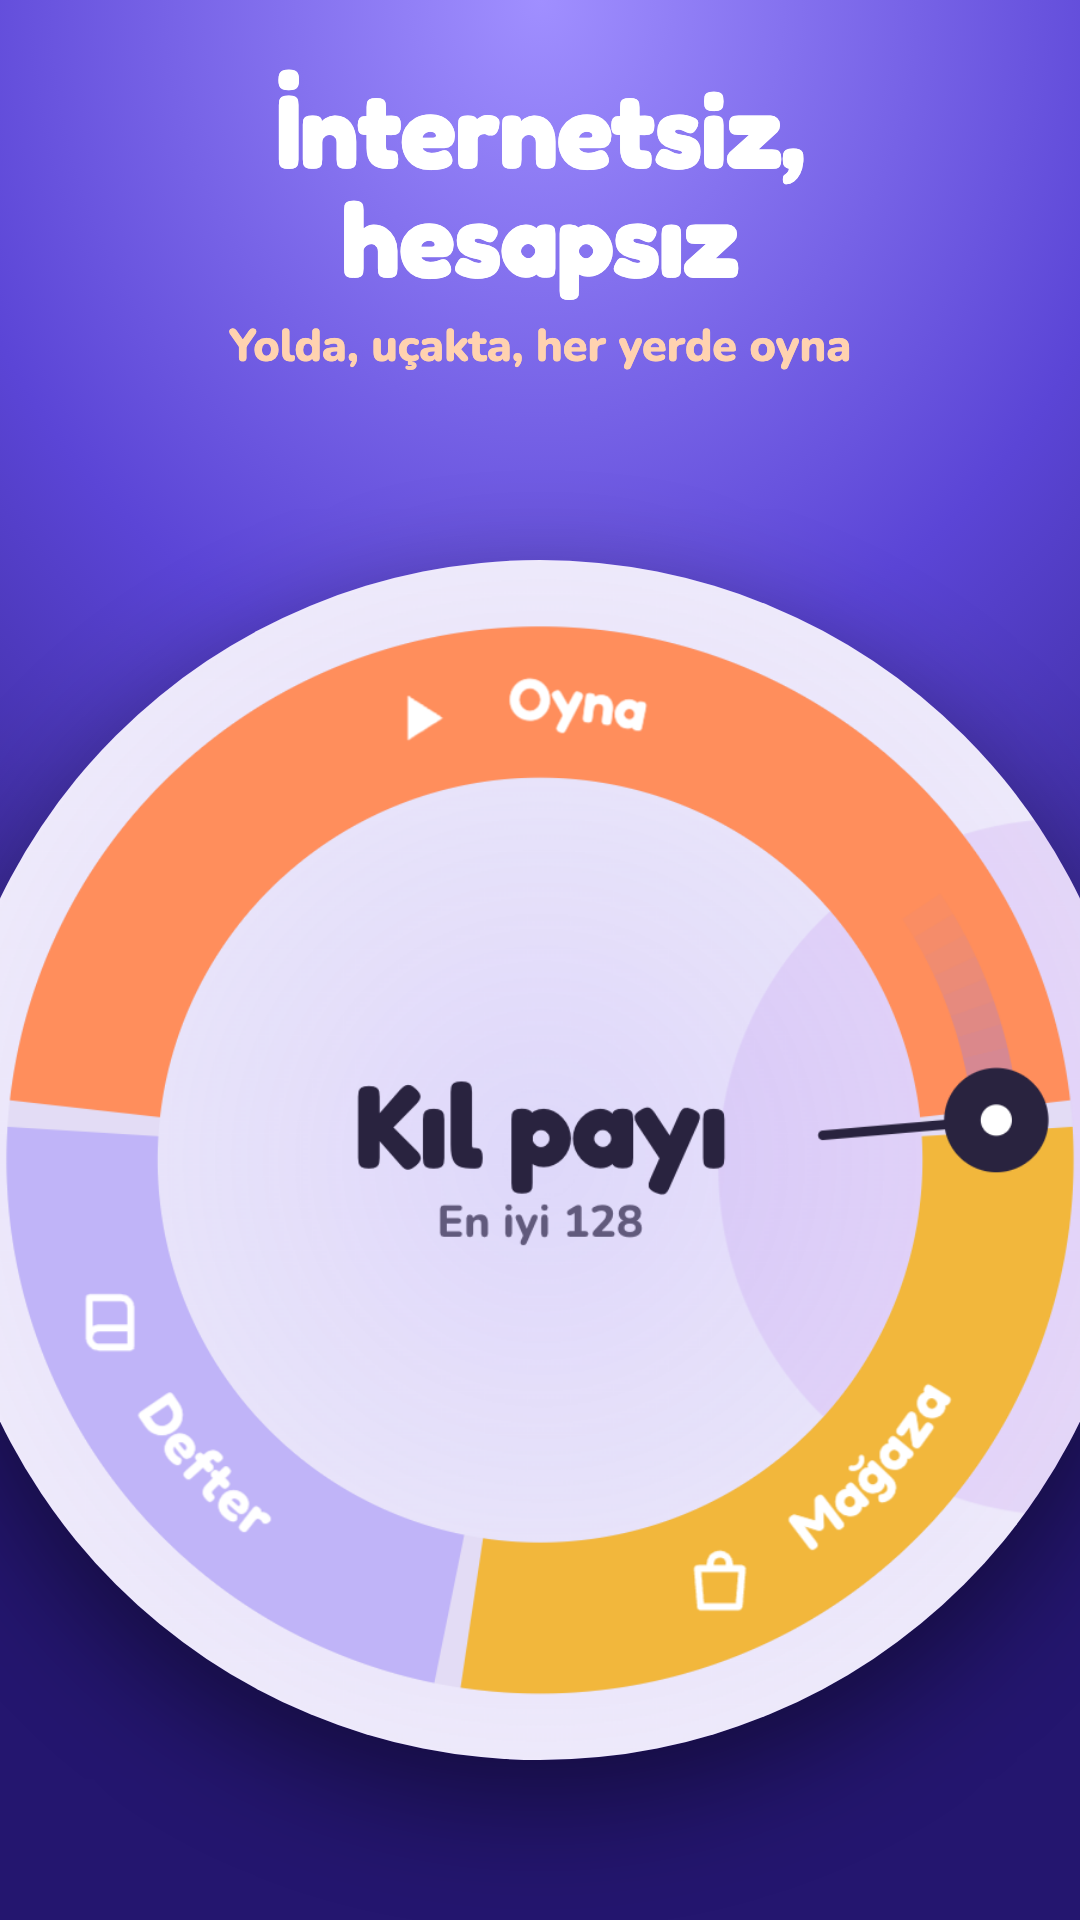 İnternetsiz,
hesapsız
Yolda, uçakta, her yerde oyna
Oyna
Kıl payı
En iyi 128
Defter
Mağaza